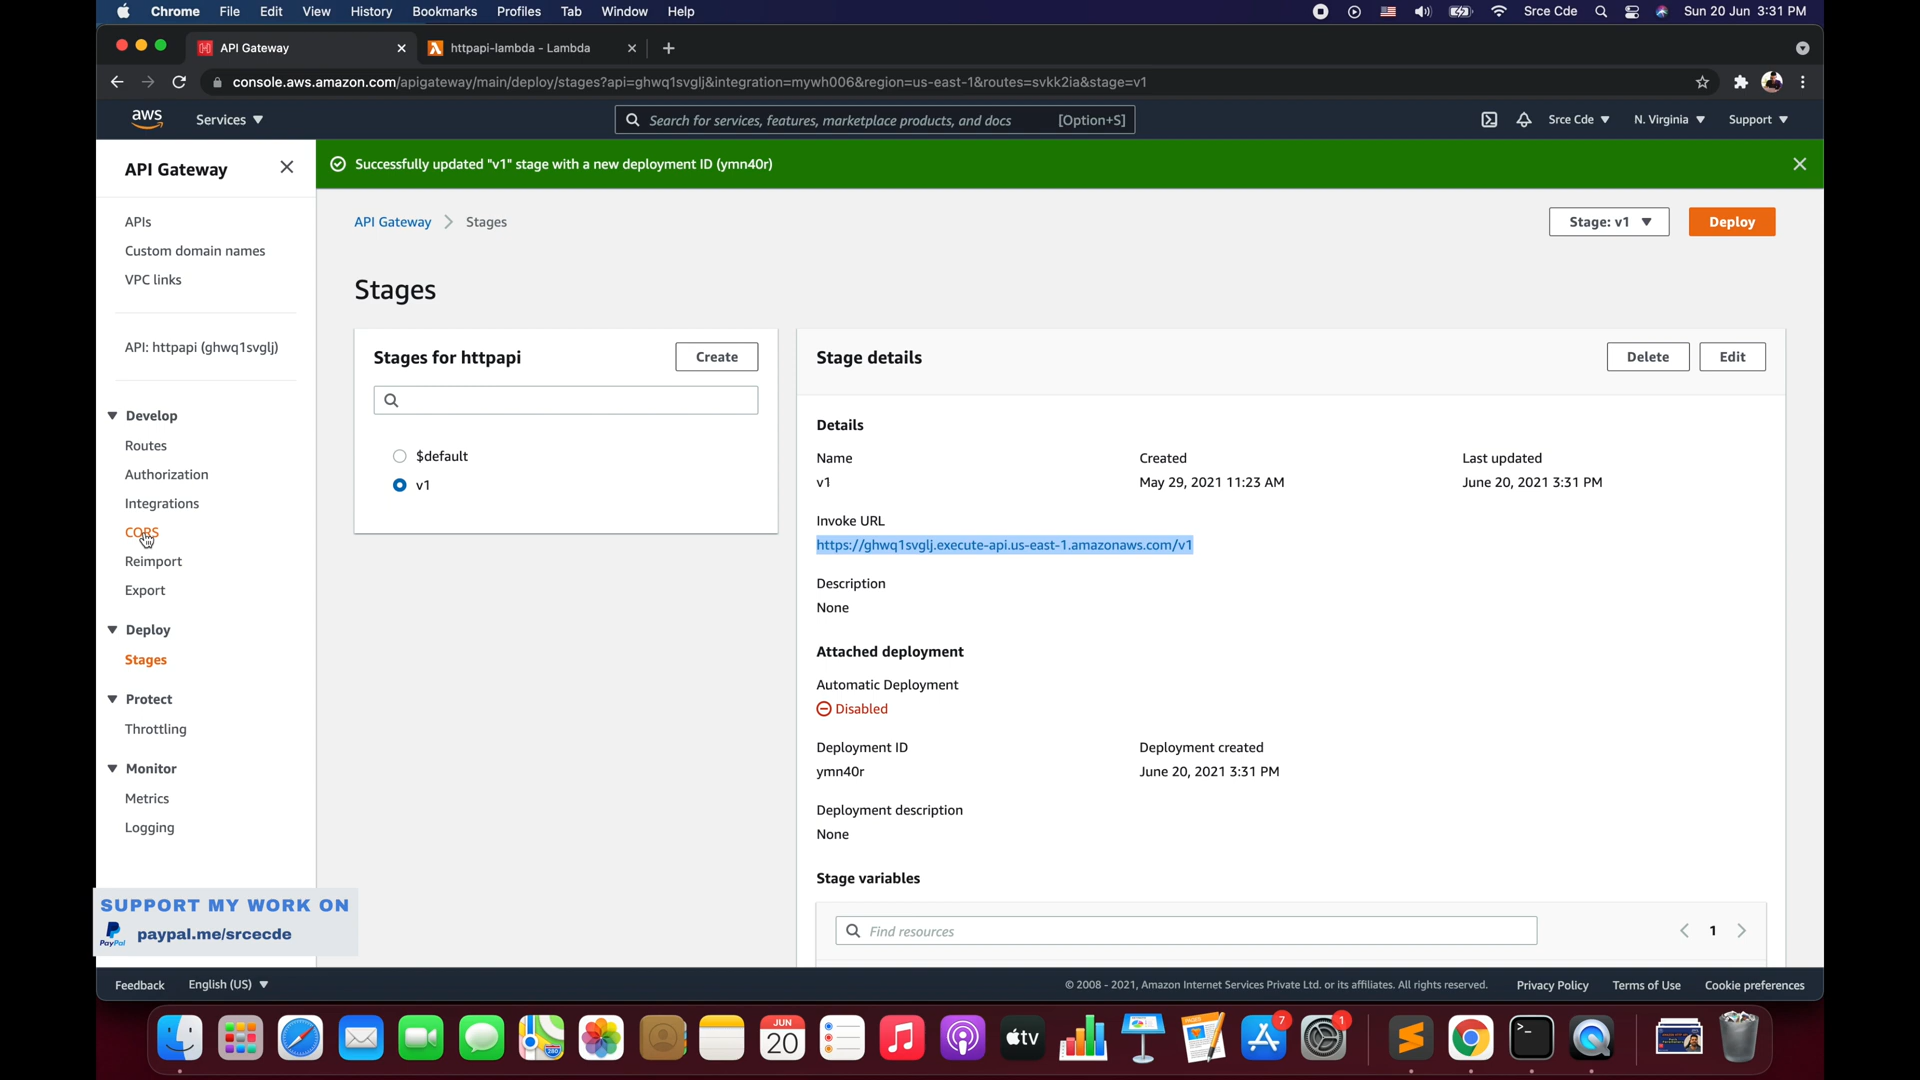 Chrome File Edit View History Bookmarks Profiles Tab Window Help Srce Cde Sun 20 Jun 3:31 PM
API Gateway httpapi-lambda - Lambda
console.aws.amazon.com/apigateway/main/deploy/stages?api=ghwq1svglj&integration=mywh006&region=us-east-1&routes=svkk2ia&stage=v1
aws Services Search for services, features, marketplace products, and docs [Option+S] Srce Cde N. Virginia Support
API Gateway
Successfully updated "v1" stage with a new deployment ID (ymn40r)
APIs
Custom domain names
VPC links
API: httpapi (ghwq1svglj)
Develop
Routes
Authorization
Integrations
CORS
Reimport
Export
Deploy
Stages
Protect
Throttling
Monitor
Metrics
Logging
API Gateway Stages
Stage: v1 Deploy
Stages
Stages for httpapi Create
$default
v1
Stage details Delete Edit
Details
Name Created Last updated
v1 May 29, 2021 11:23 AM June 20, 2021 3:31 PM
Invoke URL
https://ghwq1svglj.execute-api.us-east-1.amazonaws.com/v1
Description
None
Attached deployment
Automatic Deployment
Disabled
Deployment ID Deployment created
ymn40r June 20, 2021 3:31 PM
Deployment description
None
Stage variables
Find resources 1
SUPPORT MY WORK ON
PayPal paypal.me/srcecde
Feedback English (US) © 2008 - 2021, Amazon Internet Services Private Ltd. or its affiliates. All rights reserved. Privacy Policy Terms of Use Cookie preferences
JUN
20
tv
7
1